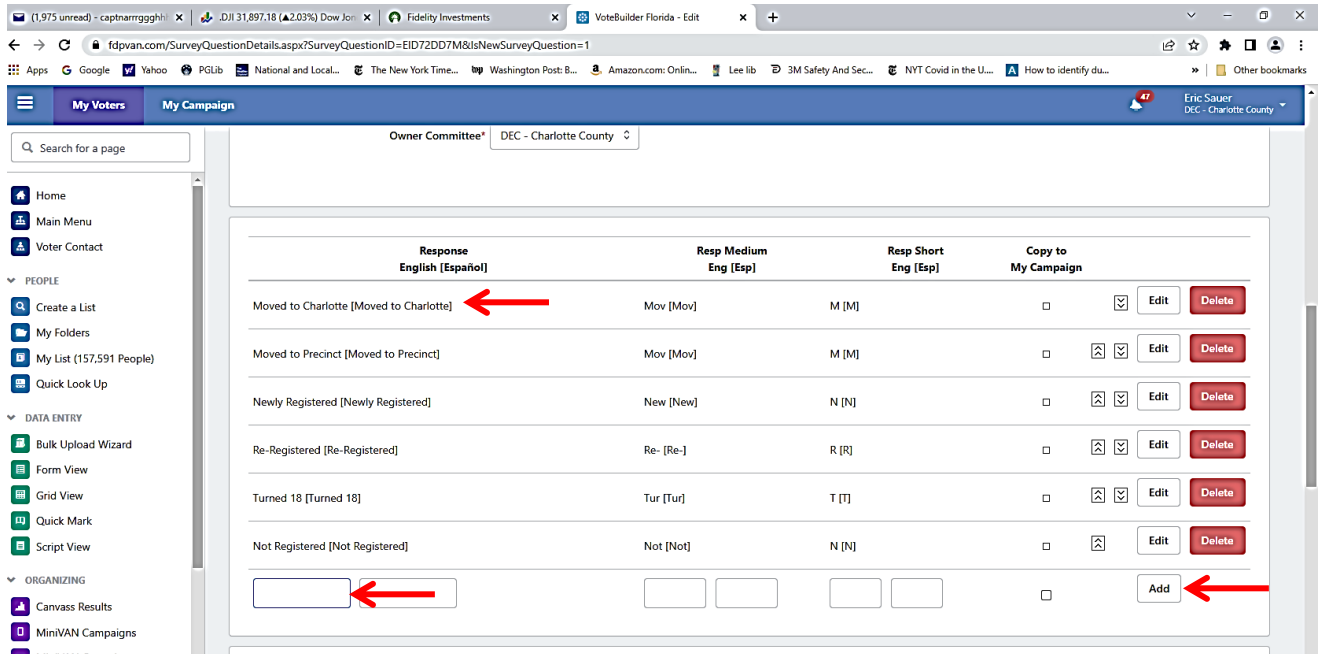 (1,975 unread) - captnarrrggghh
.DJI 31,897.18 (▲2.03%) Dow Jon
Fidelity Investments
VoteBuilder Florida - Edit
fdpvan.com/SurveyQuestionDetails.aspx?SurveyQuestionID=EID72DD7M&IsNewSurveyQuestion=1
Apps Google Yahoo PGLib National and Local... The New York Time... Washington Post: B... Amazon.com: Onlin... Lee lib 3M Safety And Sec... NYT Covid in the U.... How to identify du... » Other bookmarks
My Voters My Campaign 47 Eric Sauer
DEC - Charlotte County
Search for a page
Owner Committee* DEC - Charlotte County
Home
Main Menu
Voter Contact
PEOPLE
Create a List
My Folders
My List (157,591 People)
Quick Look Up
DATA ENTRY
Bulk Upload Wizard
Form View
Grid View
Quick Mark
Script View
ORGANIZING
Canvass Results
MiniVAN Campaigns
Response Resp Medium Resp Short Copy to
English [Español] Eng [Esp] Eng [Esp] My Campaign
Moved to Charlotte [Moved to Charlotte] Mov [Mov] M [M] Edit Delete
Moved to Precinct [Moved to Precinct] Mov [Mov] M [M] Edit Delete
Newly Registered [Newly Registered] New [New] N [N] Edit Delete
Re-Registered [Re-Registered] Re- [Re-] R [R] Edit Delete
Turned 18 [Turned 18] Tur [Tur] T [T] Edit Delete
Not Registered [Not Registered] Not [Not] N [N] Edit Delete
Add